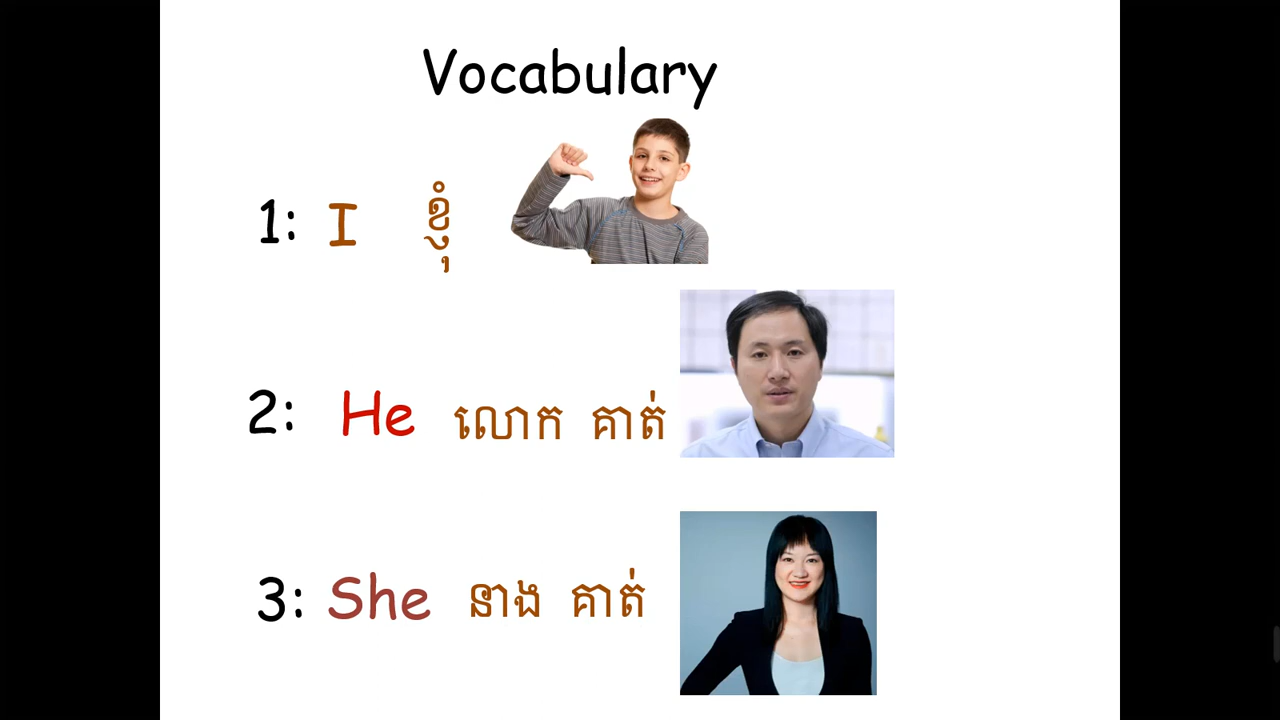 Vocabulary
1: I ខ្ញុំ
2: He លោក គាត់
3: She នាង គាត់